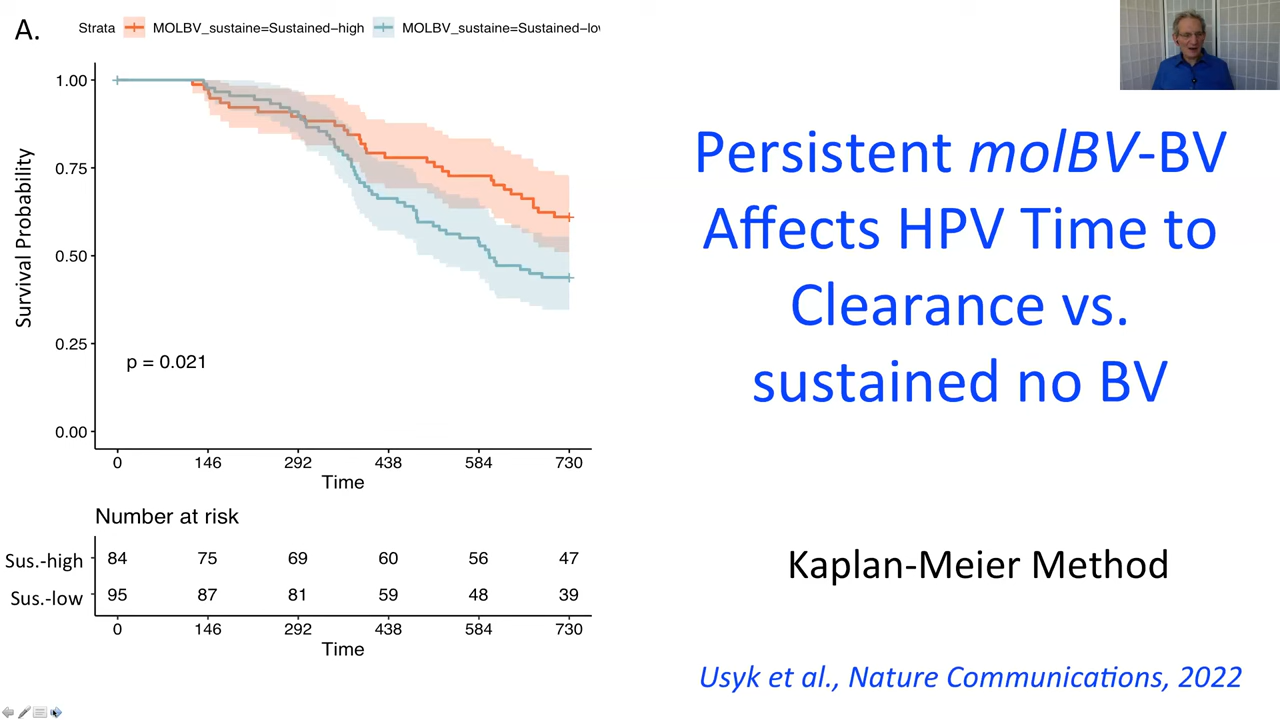 A.
Strata MOLBV_sustaine=Sustained-high MOLBV_sustaine=Sustained-lo
Survival Probability
1.00
0.75
0.50
0.25
0.00
p = 0.021
0 146 292 438 584 730
Time
Number at risk
Sus.-high 84 75 69 60 56 47
Sus.-low 95 87 81 59 48 39
0 146 292 438 584 730
Time
Persistent molBV-BV
Affects HPV Time to
Clearance vs.
sustained no BV
Kaplan-Meier Method
Usyk et al., Nature Communications, 2022